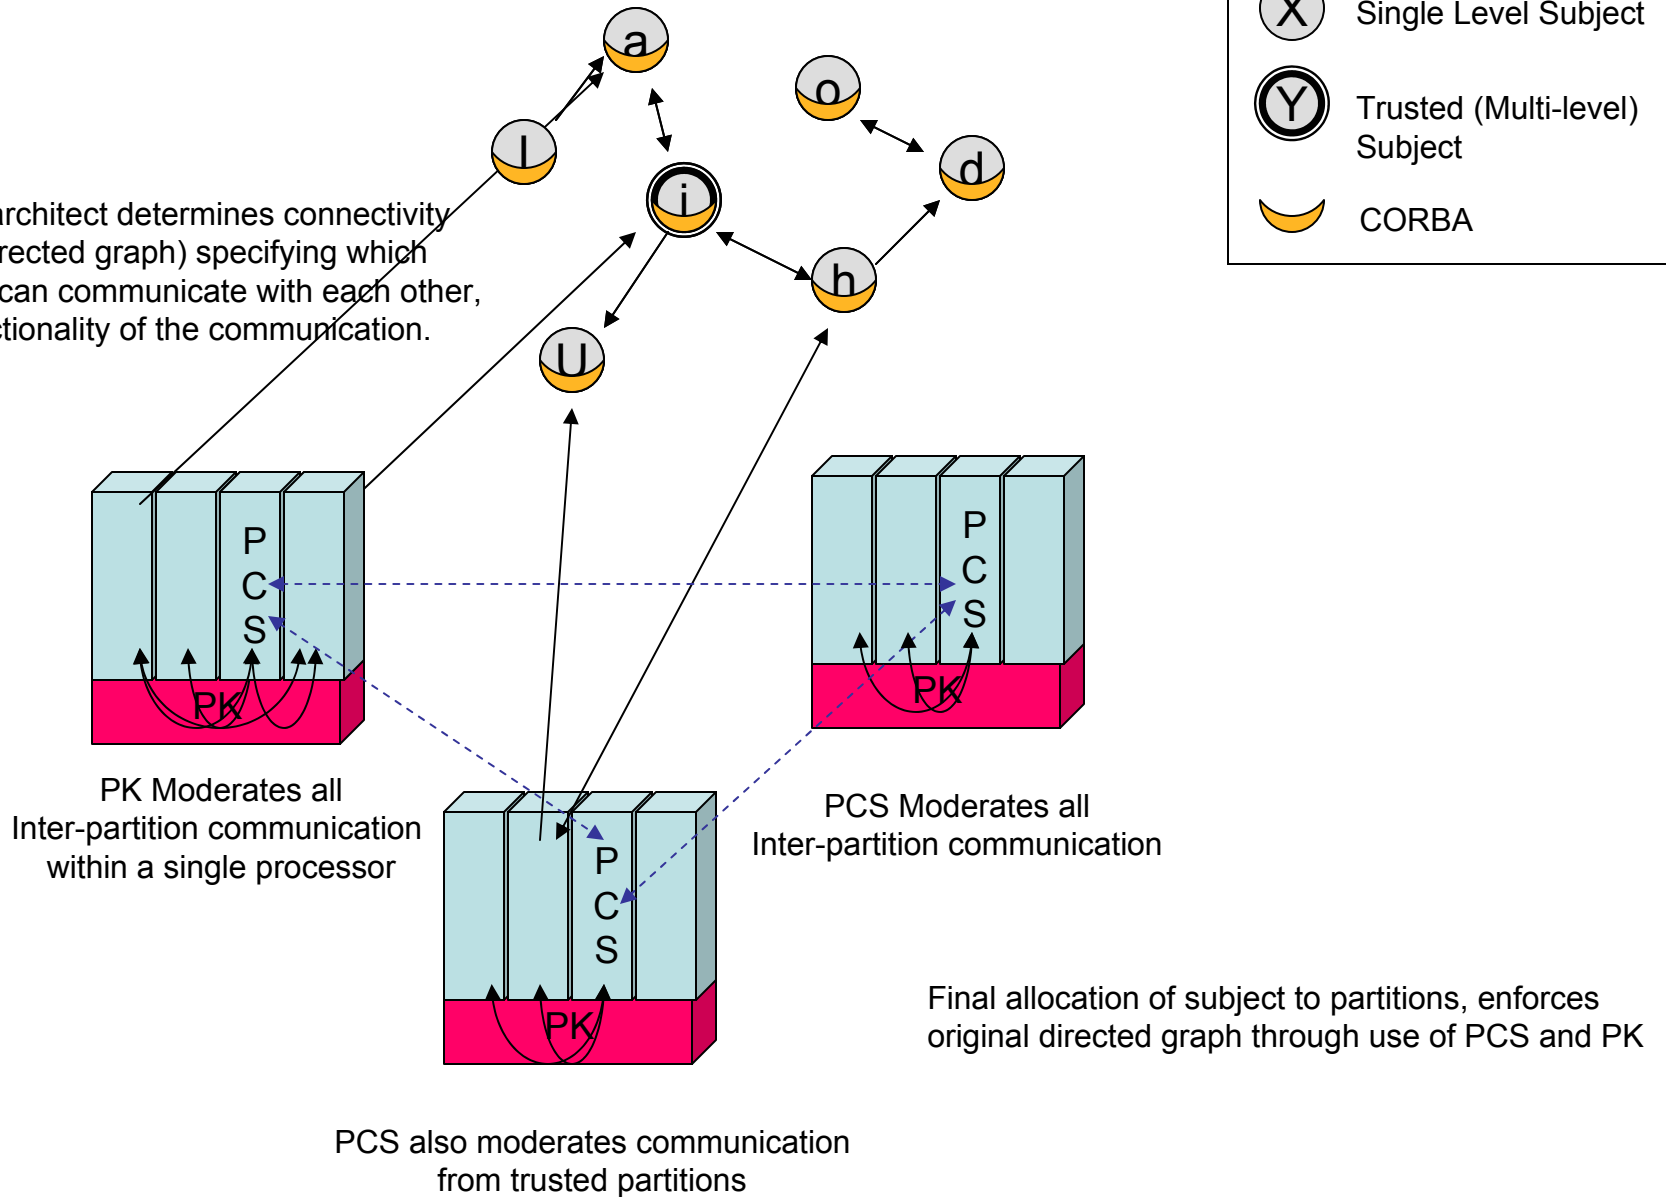 a
X Single Level Subject
o
Y Trusted (Multi-level)
Subject
l
d
i
CORBA
architect determines connectivity
graph) specifying which
can communicate with each other,
of the communication.
h
U
P
C
S
PK
P
C
S
PK
PK Moderates all
Inter-partition communication
within a single processor
PCS Moderates all
Inter-partition communication
P
C
S
PK
Final allocation of subject to partitions, enforces
original directed graph through use of PCS and PK
PCS also moderates communication
from trusted partitions